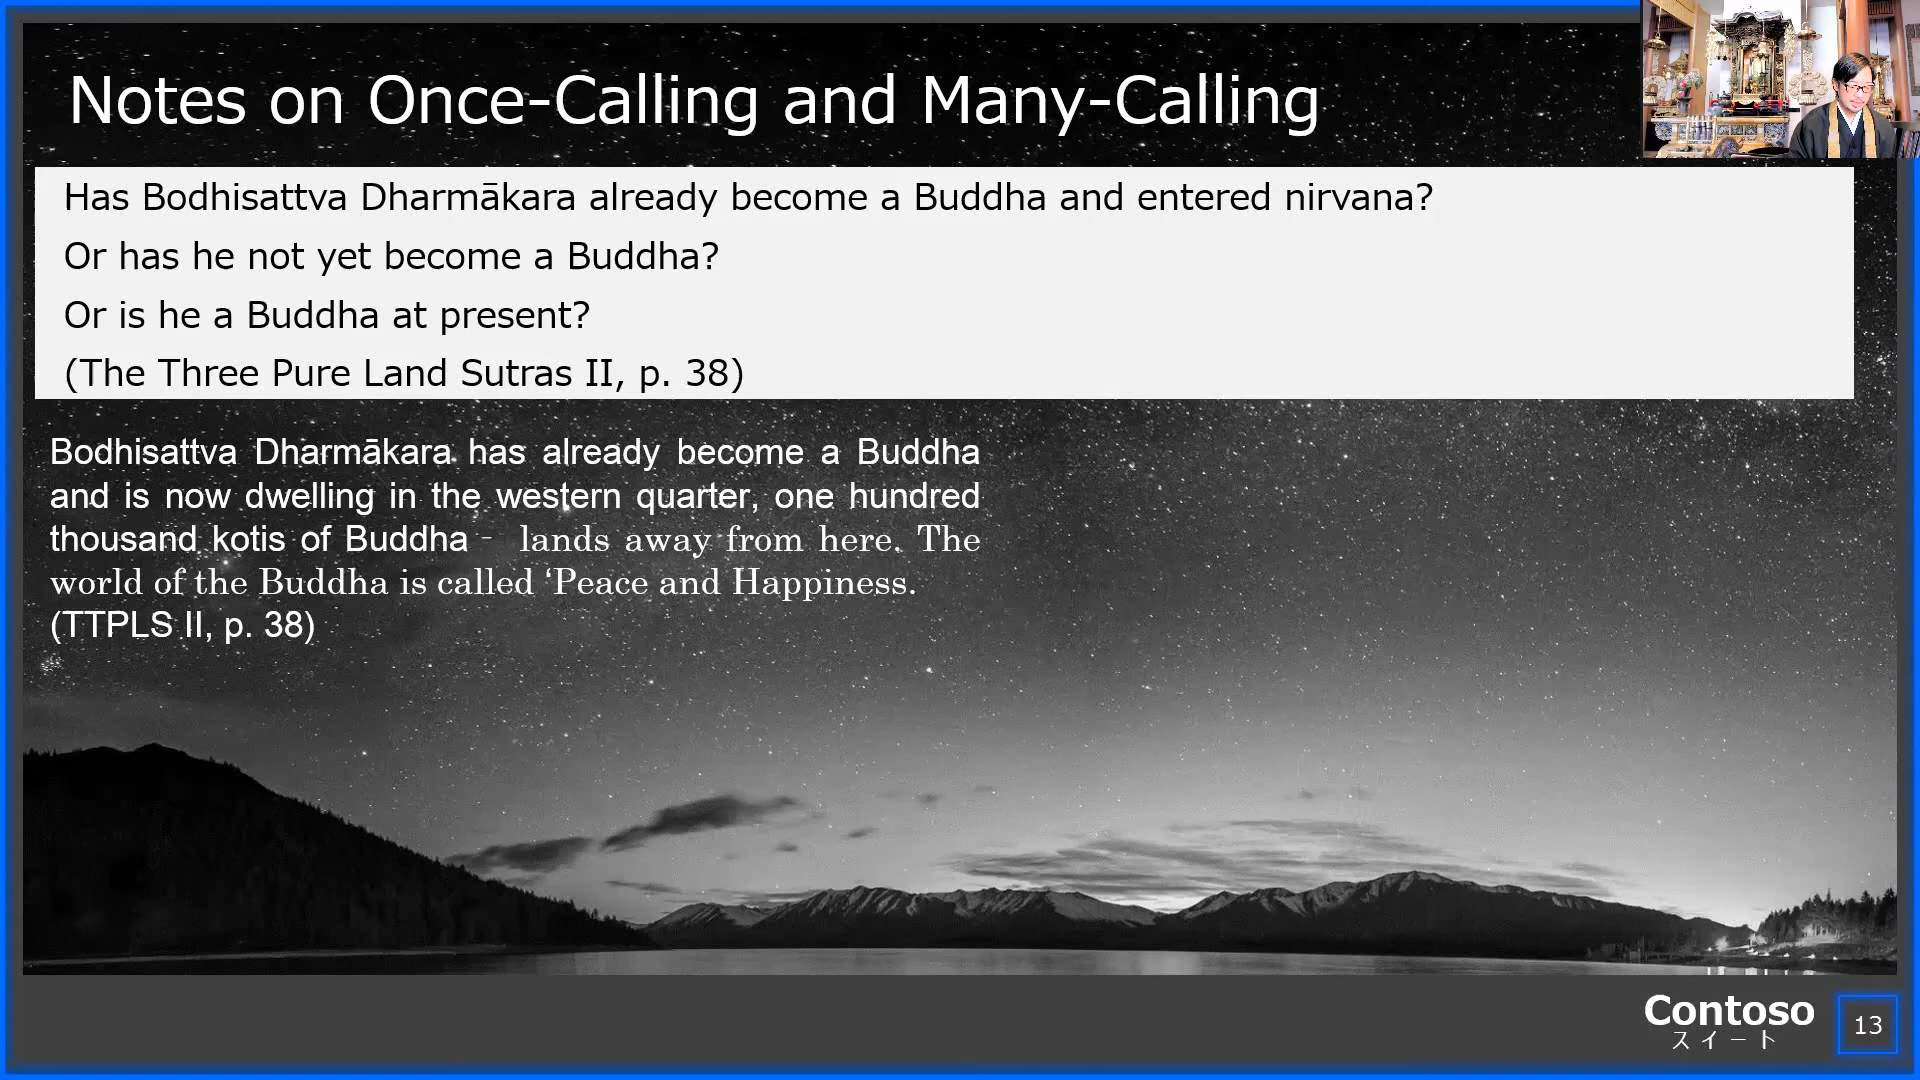 Notes on Once-Calling and Many-Calling
Has Bodhisattva Dharmākara already become a Buddha and entered nirvana?
Or has he not yet become a Buddha?
Or is he a Buddha at present?
(The Three Pure Land Sutras II, p. 38)
Bodhisattva Dharmākara has already become a Buddha
and is now dwelling in the western quarter, one hundred
thousand kotis of Buddha‐ lands away from here. The
worId of the Buddha is called ‘Peace and Happiness.
(TTPLS II, p. 38)
Contoso
スイート
13